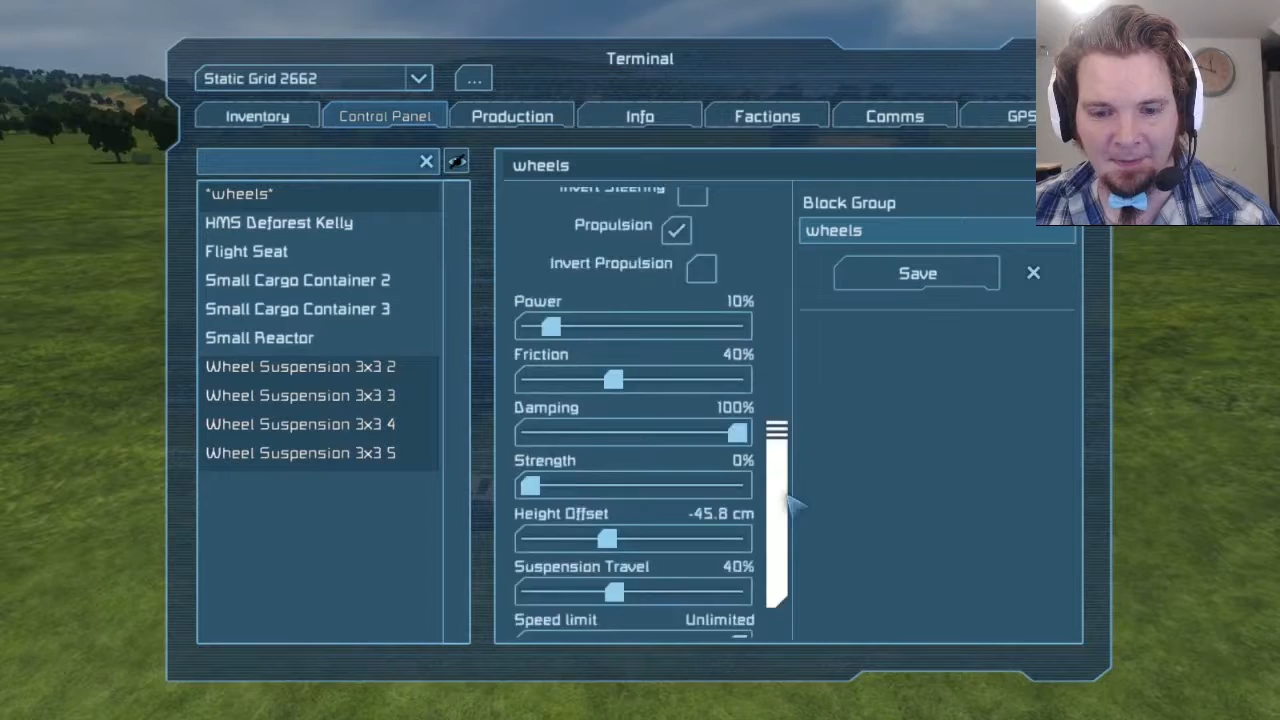 Terminal
Static Grid 2662
...
Inventory
Control Panel
Production
Info
Factions
Comms
GPS
*wheels*
HMS Deforest Kelly
Flight Seat
Small Cargo Container 2
Small Cargo Container 3
Small Reactor
Wheel Suspension 3x3 2
Wheel Suspension 3x3 3
Wheel Suspension 3x3 4
Wheel Suspension 3x3 5
wheels
Invert Steering
Propulsion
Invert Propulsion
Power 10%
Friction 40%
Damping 100%
Strength 0%
Height Offset -45.8 cm
Suspension Travel 40%
Speed limit Unlimited
Block Group
wheels
Save